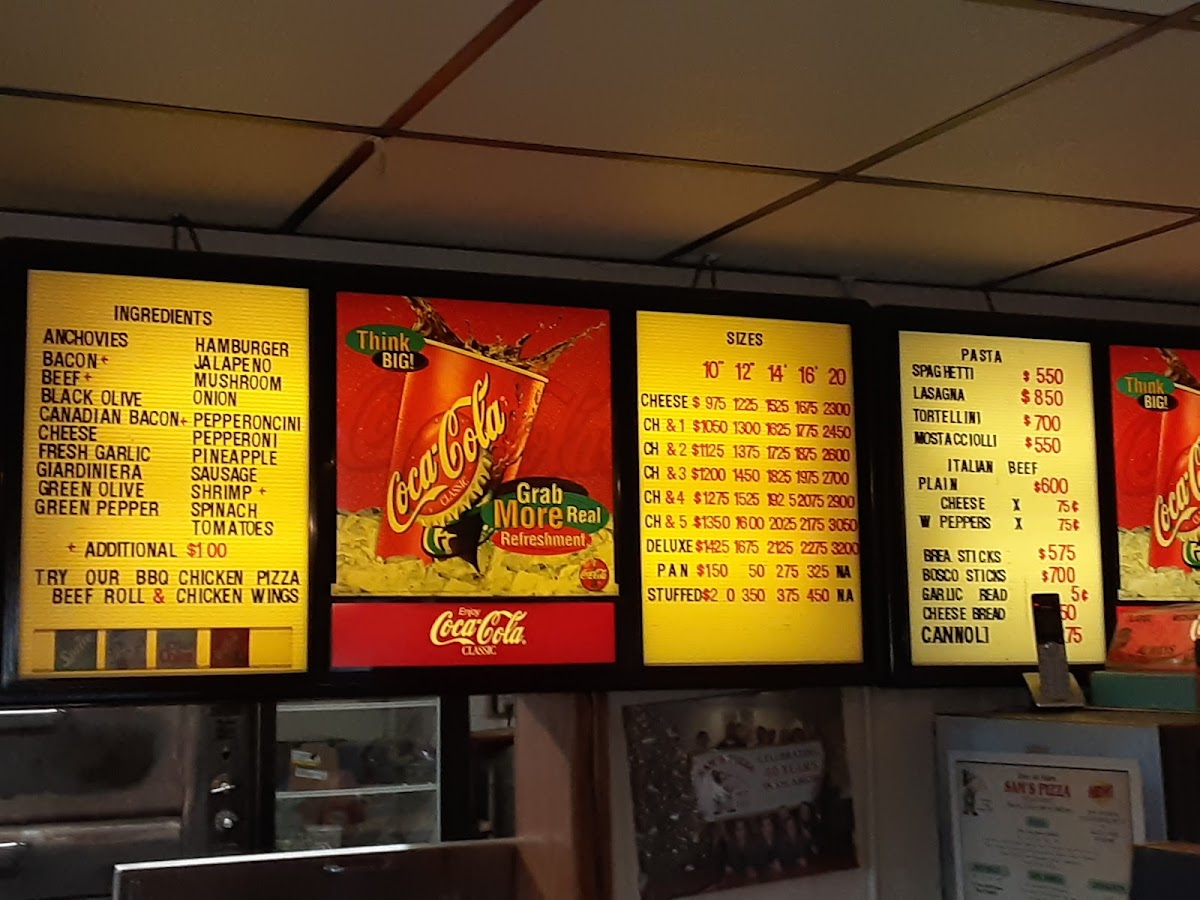 INGREDIENTS
ANCHOVIES
BACON +
BEEF +
BLACK OLIVE
CANADIAN BACON +
CHEESE
FRESH GARLIC
GIARDINIERA
GREEN OLIVE
GREEN PEPPER
HAMBURGER
JALAPENO
MUSHROOM
ONION
PEPPERONCINI
PEPPERONI
PINEAPPLE
SAUSAGE
SHRIMP +
SPINACH
TOMATOES
+ ADDITIONAL $1.00
TRY OUR BBQ CHICKEN PIZZA
BEEF ROLL & CHICKEN WINGS
Think
BIG!
Coca-Cola
CLASSIC
Grab
More Real
Refreshment
Enjoy
Coca-Cola
CLASSIC
SIZES
10" 12" 14' 16' 20
CHEESE $ 975 1225 1525 1675 2300
CH & 1 $1050 1300 1625 1775 2450
CH & 2 $1125 1375 1725 1875 2600
CH & 3 $1200 1450 1825 1975 2700
CH & 4 $1275 1525 192 5 2075 2900
CH & 5 $1350 1600 2025 2175 3050
DELUXE $1425 1675 2125 2275 3200
PAN $150 50 275 325 NA
STUFFED $2 0 350 375 450 NA
PASTA
SPAGHETTI $ 550
LASAGNA $ 850
TORTELLINI $ 700
MOSTACCIOLLI $ 550
ITALIAN BEEF
PLAIN $600
CHEESE X 75¢
W PEPPERS X 75¢
BREA STICKS $575
BOSCO STICKS $700
GARLIC READ 5¢
CHEESE BREAD 50
CANNOLI 75
Think
BIG!
SAM'S PIZZA
CELEBRATING